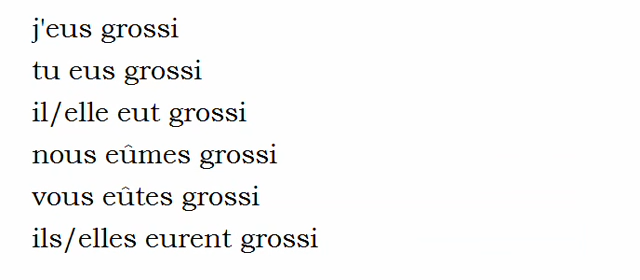 j'eus grossi
tu eus grossi
il/elle eut grossi
nous eûmes grossi
vous eûtes grossi
ils/elles eurent grossi